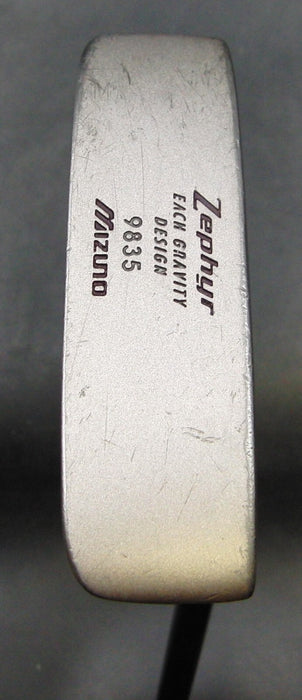 Zephyr
EACH GRAVITY
DESIGN
9835
MIZUNO